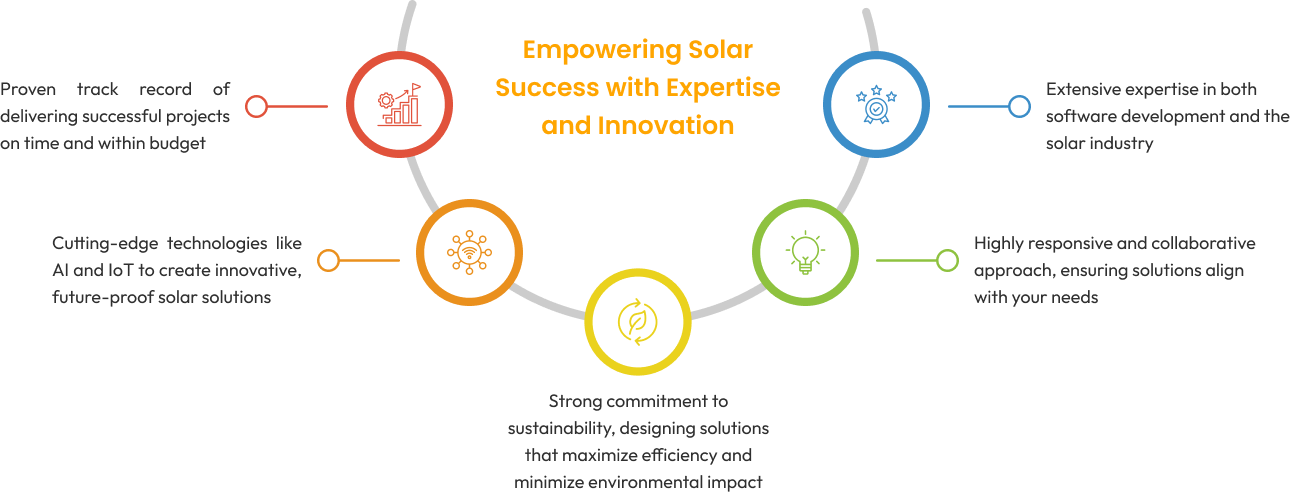 Empowering Solar
Success with Expertise
and Innovation
Proven track record of
delivering successful projects
on time and within budget
Extensive expertise in both
software development and the
solar industry
Cutting-edge technologies like
AI and IoT to create innovative,
future-proof solar solutions
Highly responsive and collaborative
approach, ensuring solutions align
with your needs
Strong commitment to
sustainability, designing solutions
that maximize efficiency and
minimize environmental impact